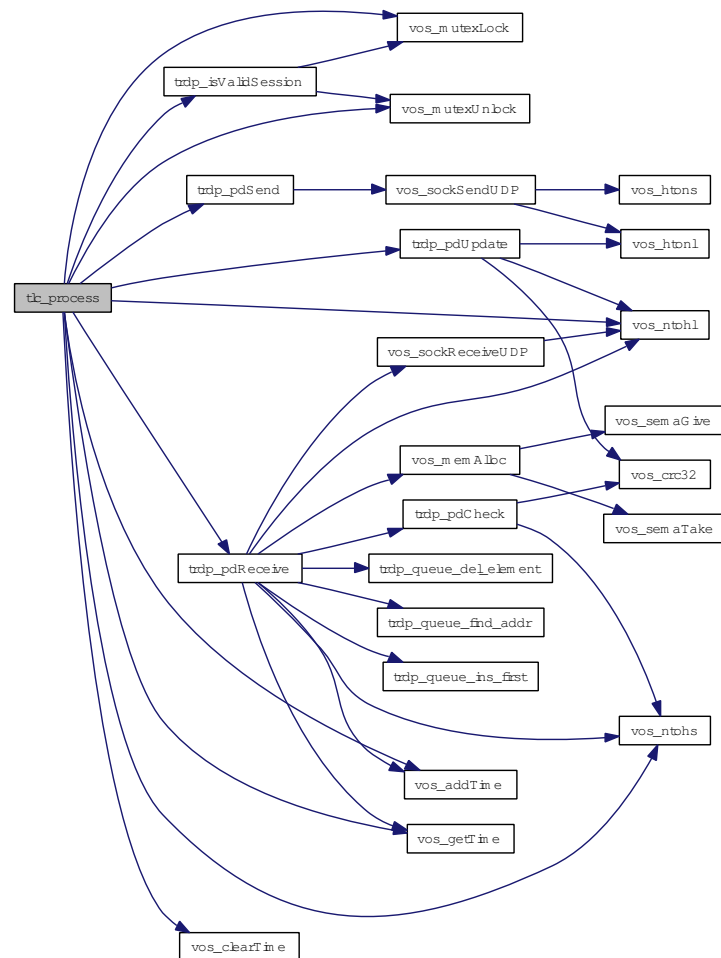 vos_mutexLock
trdp_isValidSession
vos_mutexUnlock
trdp_pdSend
vos_sockSendUDP
vos_htons
trdp_pdUpdate
vos_htonl
tlc_process
vos_ntohl
vos_sockReceiveUDP
vos_semaGive
vos_memAlloc
vos_crc32
trdp_pdCheck
vos_semaTake
trdp_pdReceive
trdp_queue_del_element
trdp_queue_find_addr
trdp_queue_ins_first
vos_ntohs
vos_addTime
vos_getTime
vos_clearTime